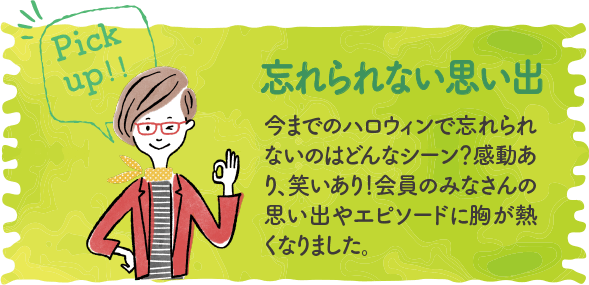 Pick
up!!
忘れられない思い出
今までのハロウィンで忘れられ
ないのはどんなシーン?感動あ
り、笑いあり!会員のみなさんの
思い出やエピソードに胸が熱
くなりました。